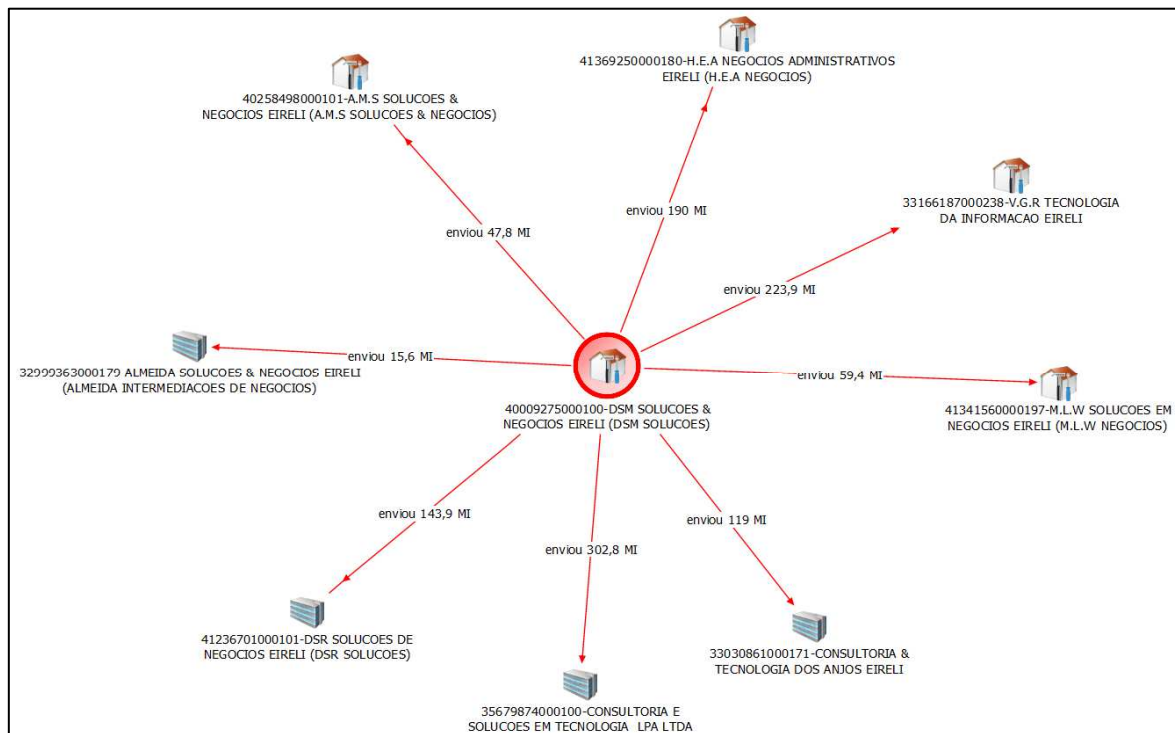 41369250000180-H.E.A NEGOCIOS ADMINISTRATIVOS
EIRELI (H.E.A NEGOCIOS)
40258498000101-A.M.S SOLUCOES &
NEGOCIOS EIRELI (A.M.S SOLUCOES & NEGOCIOS)
33166187000238-V.G.R TECNOLOGIA
DA INFORMACAO EIRELI
enviou 190 MI
enviou 47,8 MI
enviou 223,9 MI
enviou 15,6 MI
32999363000179 ALMEIDA SOLUCOES & NEGOCIOS EIRELI
(ALMEIDA INTERMEDIACOES DE NEGOCIOS)
enviou 59,4 MI
40009275000100-DSM SOLUCOES &
NEGOCIOS EIRELI (DSM SOLUCOES)
41341560000197-M.L.W SOLUCOES EM
NEGOCIOS EIRELI (M.L.W NEGOCIOS)
enviou 143,9 MI
enviou 119 MI
enviou 302,8 MI
41236701000101-DSR SOLUCOES DE
NEGOCIOS EIRELI (DSR SOLUCOES)
33030861000171-CONSULTORIA &
TECNOLOGIA DOS ANJOS EIRELI
35679874000100-CONSULTORIA E
SOLUCOES EM TECNOLOGIA LPA LTDA